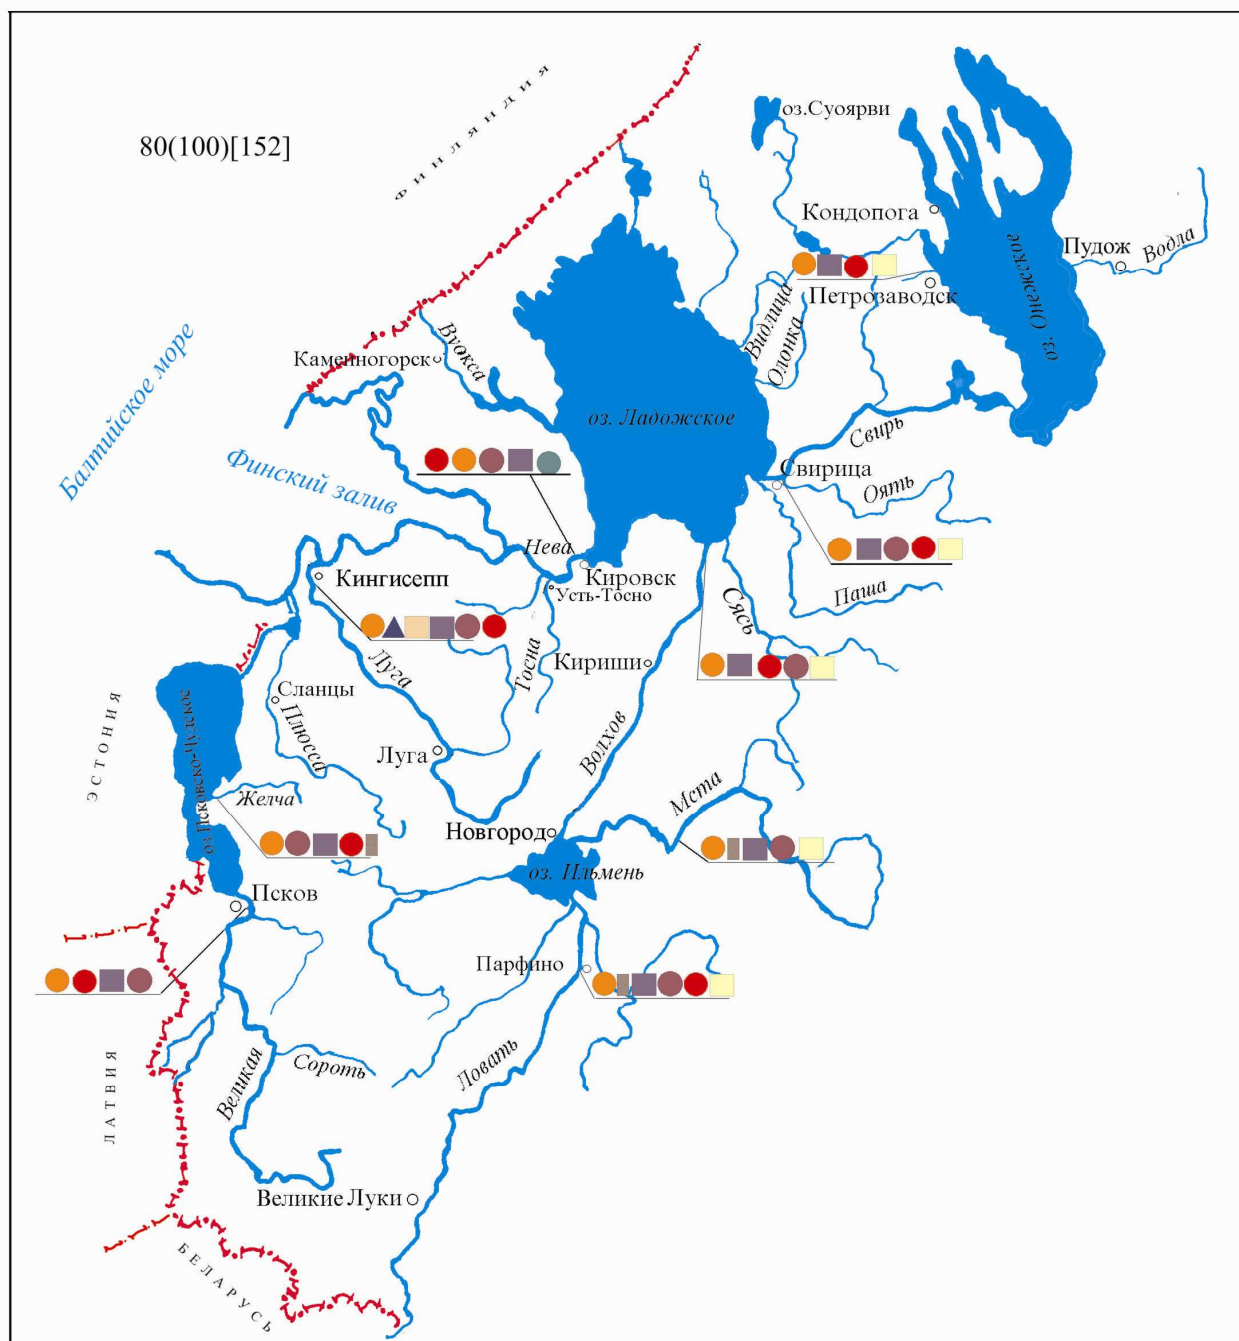 ФИНЛЯНДИЯ
80(100)[152]
оз.Суоярви
Кондопога
Пудож
Водла
оз. Онежское
Петрозаводск
Видлица
Олонка
Вуокса
Каменногорск
Балтийское море
оз. Ладожское
Свирь
Финский залив
Свирица
Оять
Нева
Кировск
Усть-Тосно
Кингисепп
Паша
Сясь
Луга
Тосна
Кириши
Сланцы
Плюсса
оз.Псковско-Чудское
ЭСТОНИЯ
Волхов
Луга
Желча
Мста
Новгород
оз. Ильмень
Псков
Парфино
Ловать
Сороть
Великая
ЛАТВИЯ
Великие Луки
БЕЛАРУСЬ